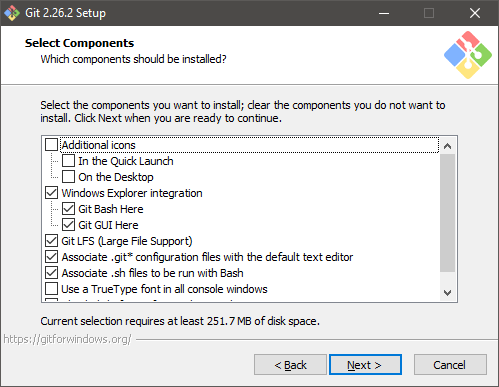 Git 2.26.2 Setup
Select Components
Which components should be installed?
Select the components you want to install; clear the components you do not want to
install. Click Next when you are ready to continue.
Additional icons
In the Quick Launch
On the Desktop
Windows Explorer integration
Git Bash Here
Git GUI Here
Git LFS (Large File Support)
Associate .git* configuration files with the default text editor
Associate .sh files to be run with Bash
Use a TrueType font in all console windows
Current selection requires at least 251.7 MB of disk space.
https://gitforwindows.org/
< Back
Next >
Cancel